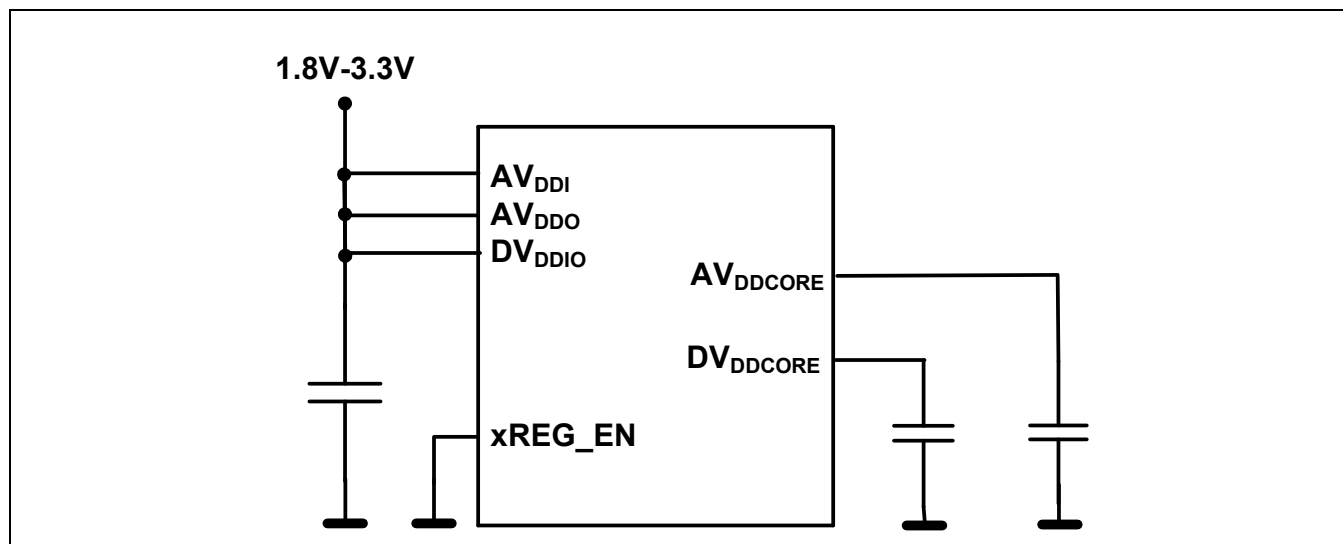 1.8V-3.3V
AVDDI
AVDDO
DVDDIO
AVDDCORE
DVDDCORE
xREG_EN